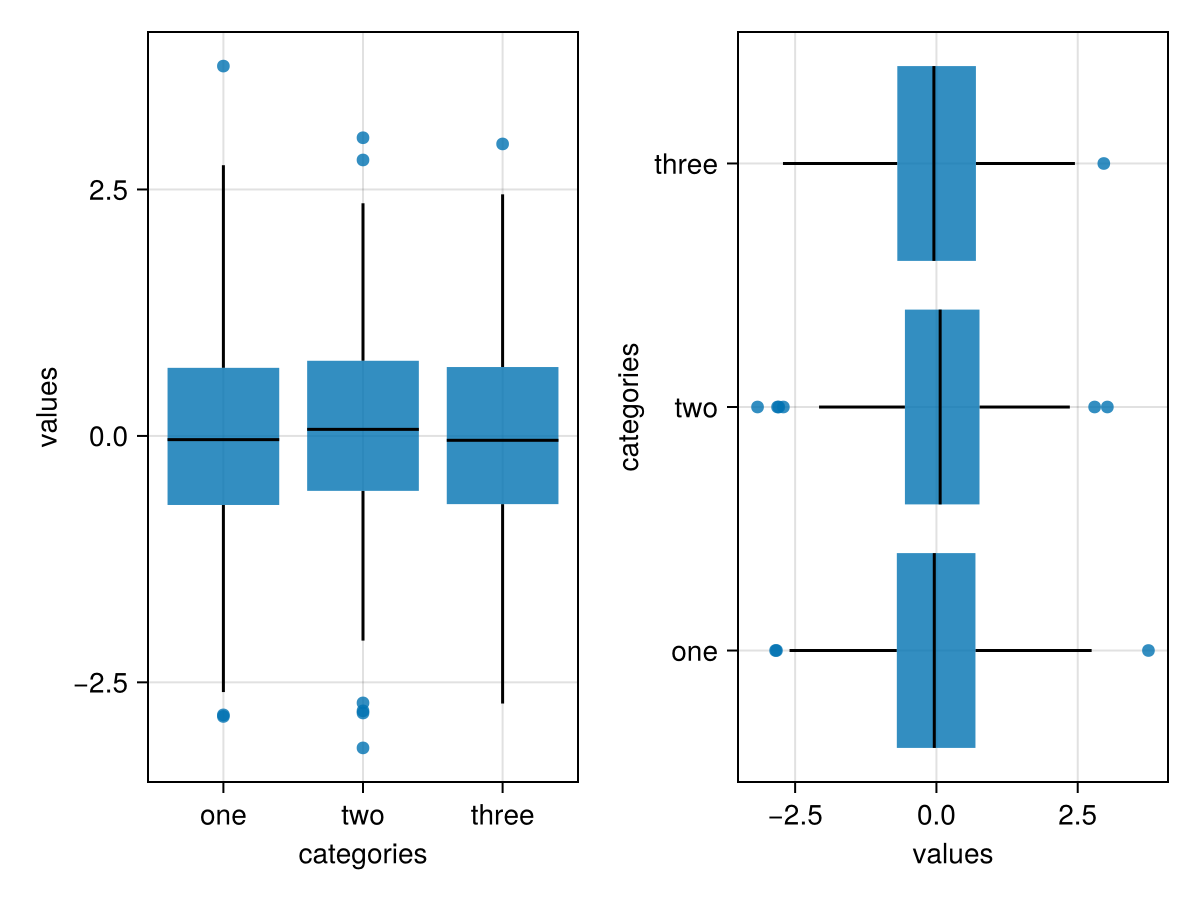 values
2.5
0.0
−2.5
one two three
categories
categories
three
two
one
−2.5 0.0 2.5
values